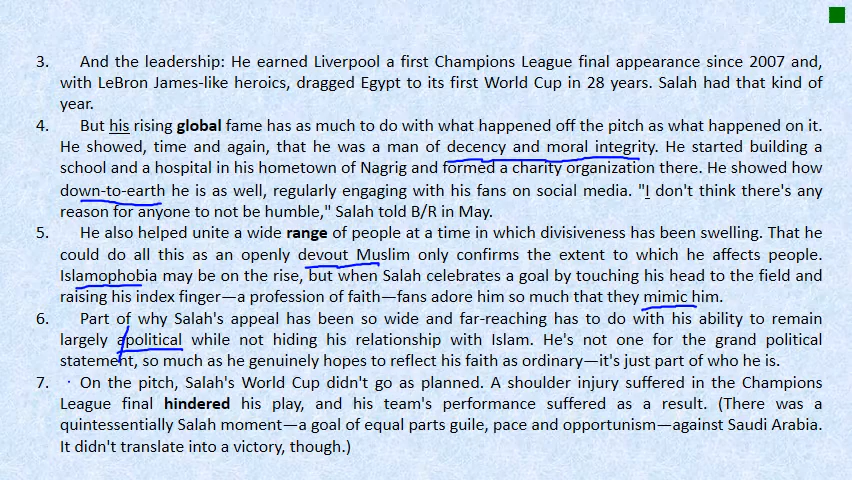 3. And the leadership: He earned Liverpool a first Champions League final appearance since 2007 and,
with LeBron James-like heroics, dragged Egypt to its first World Cup in 28 years. Salah had that kind of
year.
4. But his rising global fame has as much to do with what happened off the pitch as what happened on it.
He showed, time and again, that he was a man of decency and moral integrity. He started building a
school and a hospital in his hometown of Nagrig and formed a charity organization there. He showed how
down-to-earth he is as well, regularly engaging with his fans on social media. "I don't think there's any
reason for anyone to not be humble," Salah told B/R in May.
5. He also helped unite a wide range of people at a time in which divisiveness has been swelling. That he
could do all this as an openly devout Muslim only confirms the extent to which he affects people.
Islamophobia may be on the rise, but when Salah celebrates a goal by touching his head to the field and
raising his index finger—a profession of faith—fans adore him so much that they mimic him.
6. Part of why Salah's appeal has been so wide and far-reaching has to do with his ability to remain
largely apolitical while not hiding his relationship with Islam. He's not one for the grand political
statement, so much as he genuinely hopes to reflect his faith as ordinary—it's just part of who he is.
7. On the pitch, Salah's World Cup didn't go as planned. A shoulder injury suffered in the Champions
League final hindered his play, and his team's performance suffered as a result. (There was a
quintessentially Salah moment—a goal of equal parts guile, pace and opportunism—against Saudi Arabia.
It didn't translate into a victory, though.)